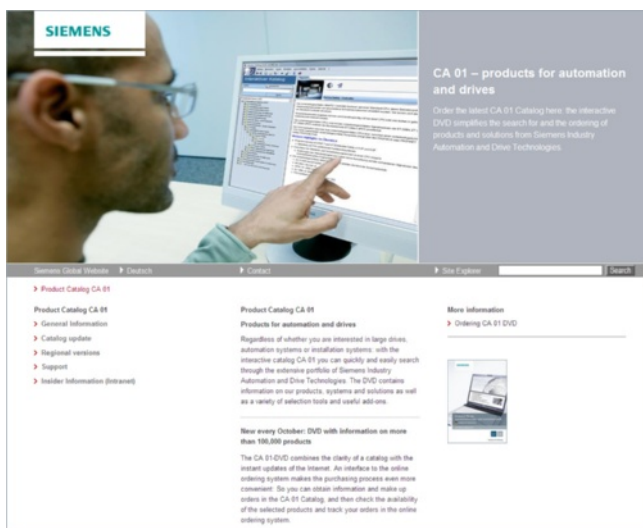 SIEMENS
CA 01 – products for automation
and drives
Order the latest CA 01 Catalog here: the interactive
DVD simplifies the search for and the ordering of
products and solutions from Siemens Industry
Automation and Drive Technologies.
Siemens Global Website
Deutsch
Contact
Site Explorer
Search
Product Catalog CA 01
Product Catalog CA 01
General Information
Catalog update
Regional versions
Support
Insider Information (Intranet)
Product Catalog CA 01
Products for automation and drives
Regardless of whether you are interested in large drives,
automation systems or installation systems: with the
interactive catalog CA 01 you can quickly and easily search
through the extensive portfolio of Siemens Industry
Automation and Drive Technologies. The DVD contains
information on our products, systems and solutions as well
as a variety of selection tools and useful add-ons.
New every October: DVD with information on more
than 100,000 products
The CA 01-DVD combines the clarity of a catalog with the
instant updates of the Internet. An interface to the online
ordering system makes the purchasing process even more
convenient. So you can obtain information and make up
orders in the CA 01 Catalog, and then check the availability
of the selected products and track your orders in the online
ordering system.
More information
Ordering CA 01 DVD